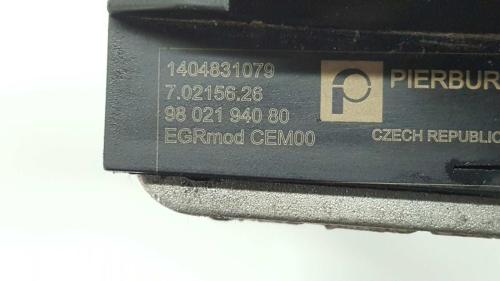 1404831079
7.02156.26
98 021 940 80
EGRmod CEM00
PIERBUR
CZECH REPUBLIC